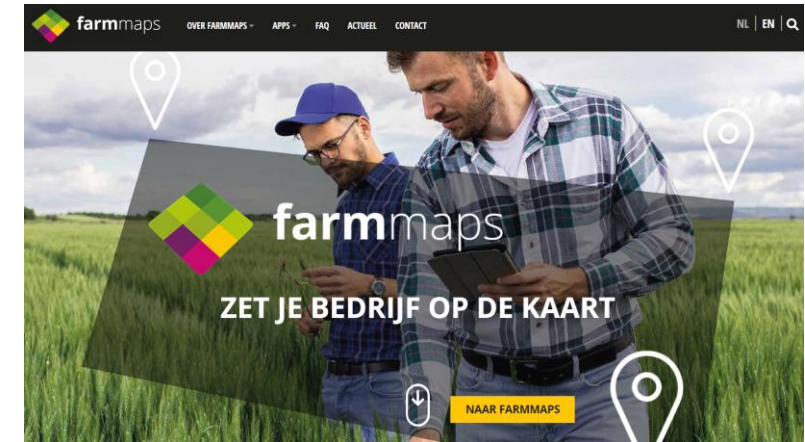 farmmaps OVER FARMMAPS APPS FAQ ACTUEEL CONTACT NL | EN
farmmaps
ZET JE BEDRIJF OP DE KAART
NAAR FARMMAPS